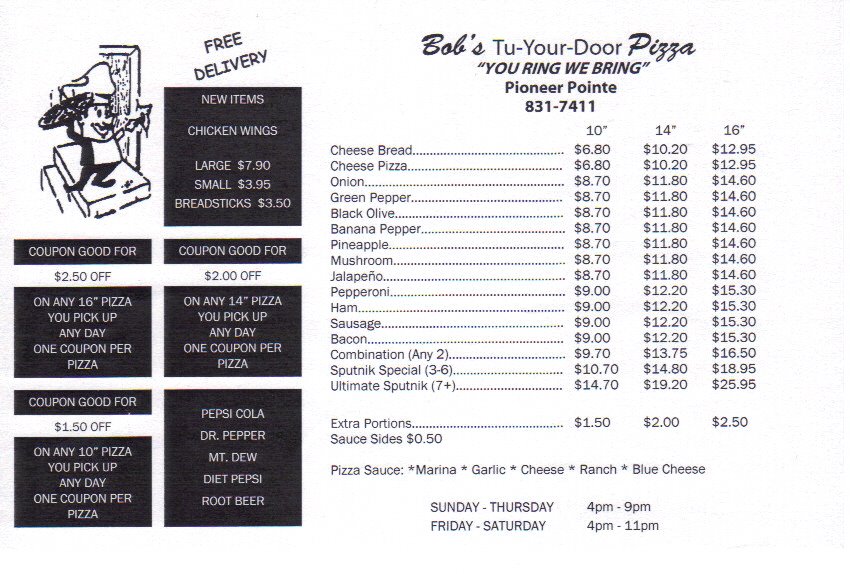 FREE
DELIVERY
NEW ITEMS
CHICKEN WINGS
LARGE $7.90
SMALL $3.95
BREADSTICKS $3.50
COUPON GOOD FOR
$2.50 OFF
ON ANY 16" PIZZA
YOU PICK UP
ANY DAY
ONE COUPON PER
PIZZA
COUPON GOOD FOR
$2.00 OFF
ON ANY 14" PIZZA
YOU PICK UP
ANY DAY
ONE COUPON PER
PIZZA
COUPON GOOD FOR
$1.50 OFF
ON ANY 10" PIZZA
YOU PICK UP
ANY DAY
ONE COUPON PER
PIZZA
PEPSI COLA
DR. PEPPER
MT. DEW
DIET PEPSI
ROOT BEER
Bob's Tu-Your-Door Pizza
"YOU RING WE BRING"
Pioneer Pointe
831-7411
10" 14" 16"
Cheese Bread........ $6.80 $10.20 $12.95
Cheese Pizza........ $6.80 $10.20 $12.95
Onion........ $8.70 $11.80 $14.60
Green Pepper........ $8.70 $11.80 $14.60
Black Olive........ $8.70 $11.80 $14.60
Banana Pepper........ $8.70 $11.80 $14.60
Pineapple........ $8.70 $11.80 $14.60
Mushroom........ $8.70 $11.80 $14.60
Jalapeño........ $8.70 $11.80 $14.60
Pepperoni........ $9.00 $12.20 $15.30
Ham........ $9.00 $12.20 $15.30
Sausage........ $9.00 $12.20 $15.30
Bacon........ $9.00 $12.20 $15.30
Combination (Any 2)........ $9.70 $13.75 $16.50
Sputnik Special (3-6)........ $10.70 $14.80 $18.95
Ultimate Sputnik (7+)........ $14.70 $19.20 $25.95
Extra Portions........ $1.50 $2.00 $2.50
Sauce Sides $0.50
Pizza Sauce: *Marina * Garlic * Cheese * Ranch * Blue Cheese
SUNDAY - THURSDAY 4pm - 9pm
FRIDAY - SATURDAY 4pm - 11pm